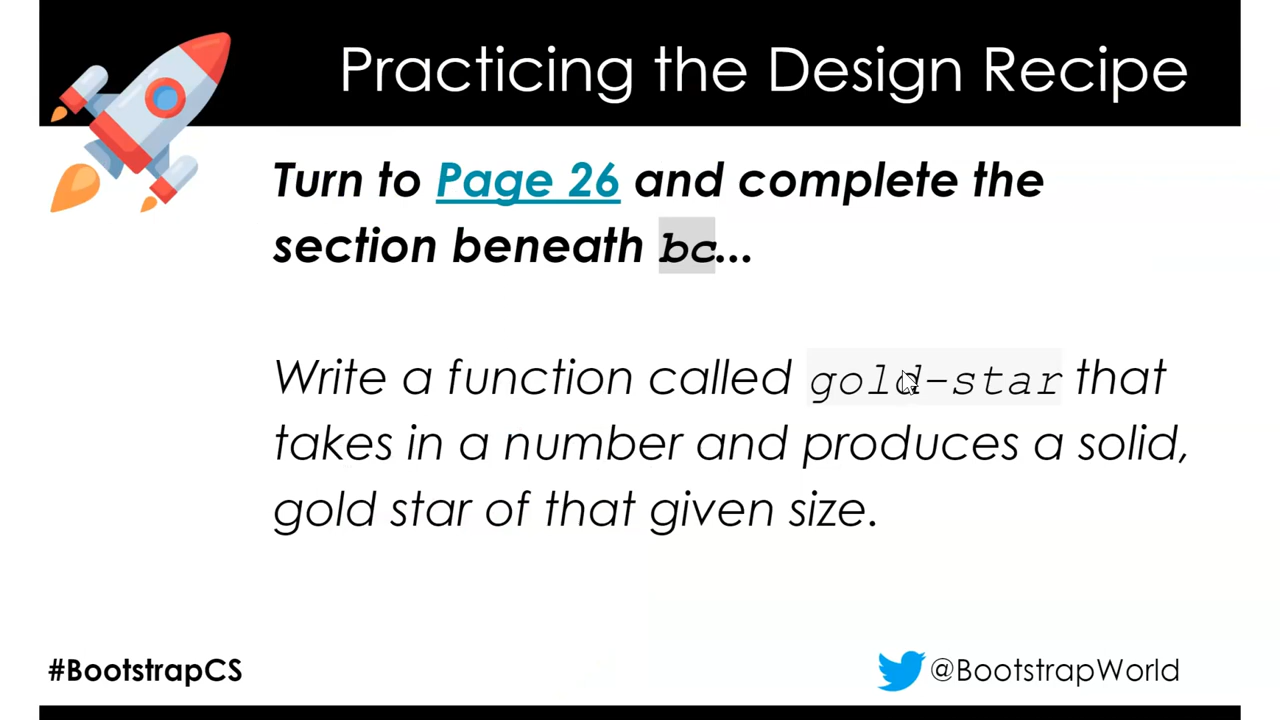 Practicing the Design Recipe
Turn to Page 26 and complete the
section beneath bc...
Write a function called gold-star that
takes in a number and produces a solid,
gold star of that given size.
#BootstrapCS
@BootstrapWorld